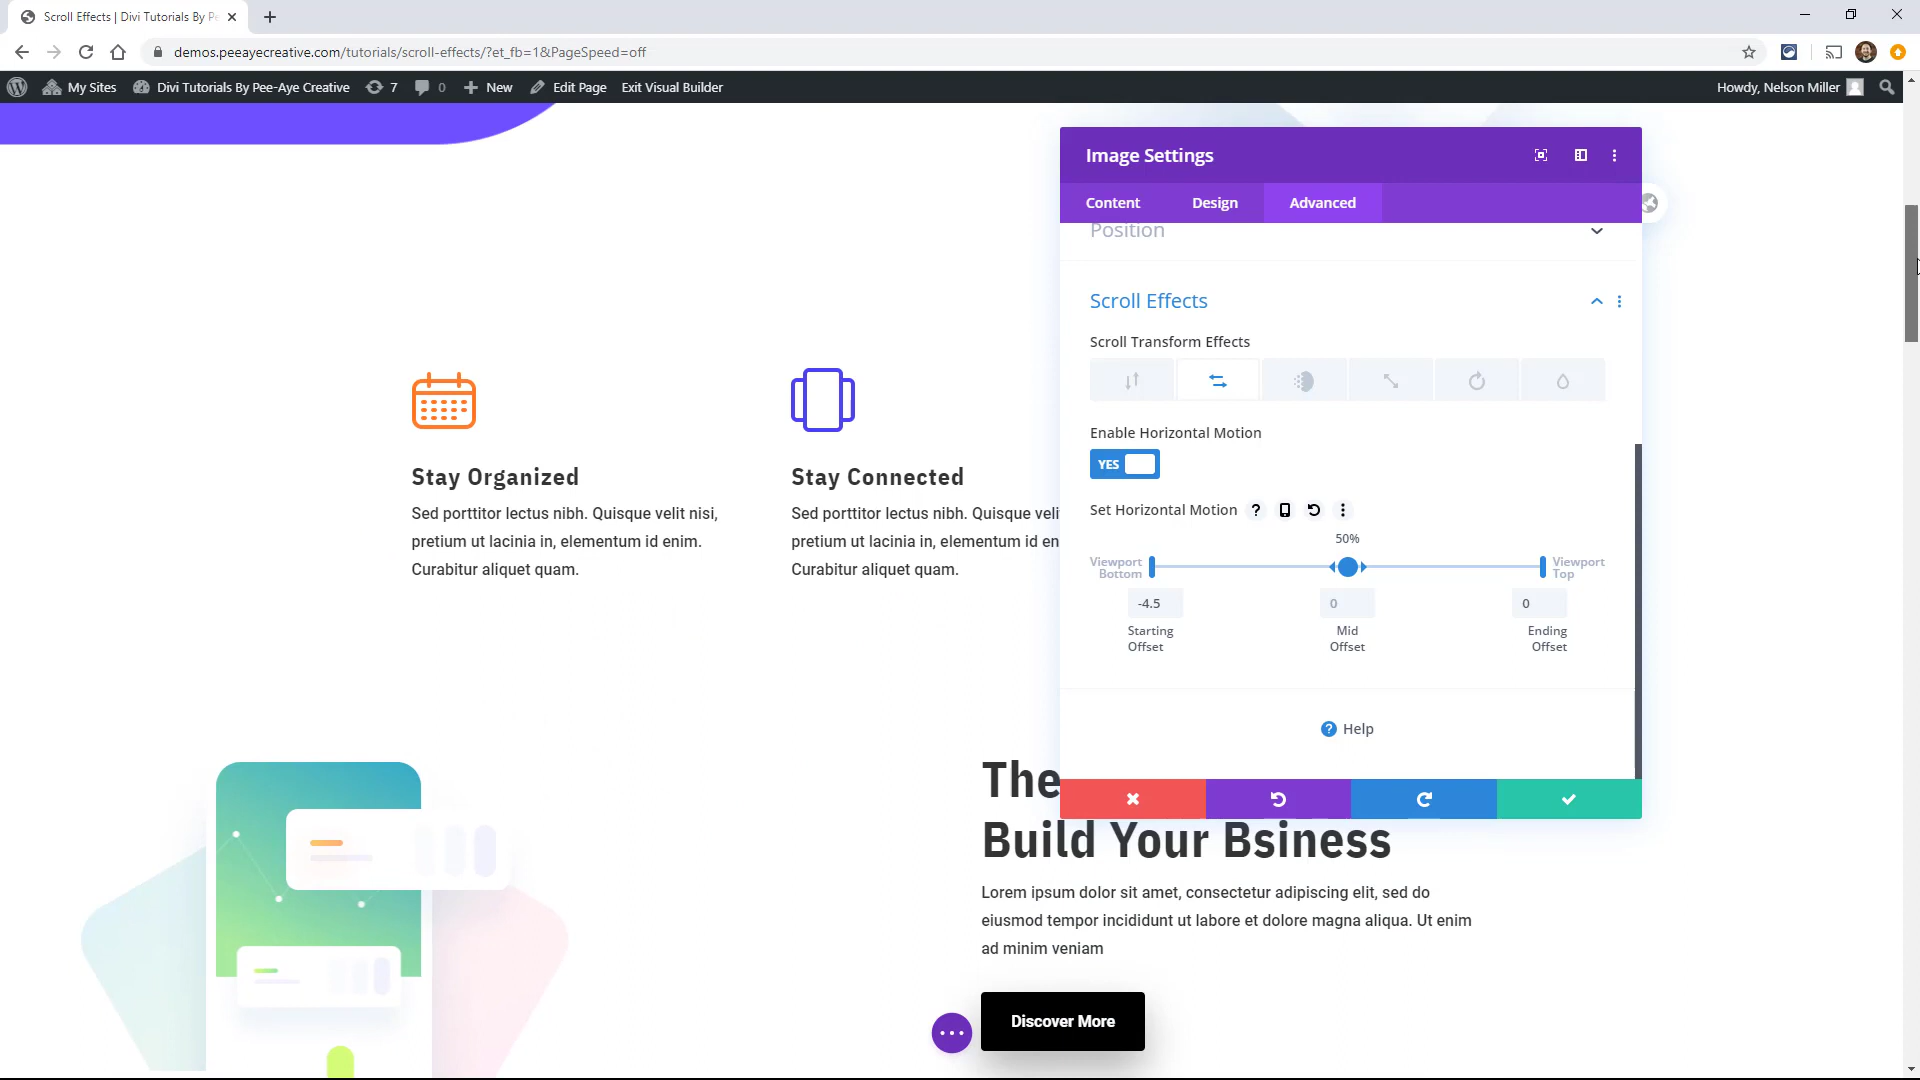 Scroll Effects | Divi Tutorials By Pe
demos.peeayecreative.com/tutorials/scroll-effects/?et_fb=1&PageSpeed=off
My Sites
Divi Tutorials By Pee-Aye Creative
7
0
New
Edit Page
Exit Visual Builder
Howdy, Nelson Miller
Image Settings
Content
Design
Advanced
Position
Scroll Effects
Scroll Transform Effects
Enable Horizontal Motion
YES
Set Horizontal Motion ?
50%
Viewport
Bottom
Viewport
Top
-4.5
0
0
Starting
Offset
Mid
Offset
Ending
Offset
? Help
Stay Organized
Sed porttitor lectus nibh. Quisque velit nisi,
pretium ut lacinia in, elementum id enim.
Curabitur aliquet quam.
Stay Connected
Sed porttitor lectus nibh. Quisque veli
pretium ut lacinia in, elementum id en
Curabitur aliquet quam.
The
Build Your Bsiness
Lorem ipsum dolor sit amet, consectetur adipiscing elit, sed do
eiusmod tempor incididunt ut labore et dolore magna aliqua. Ut enim
ad minim veniam
Discover More